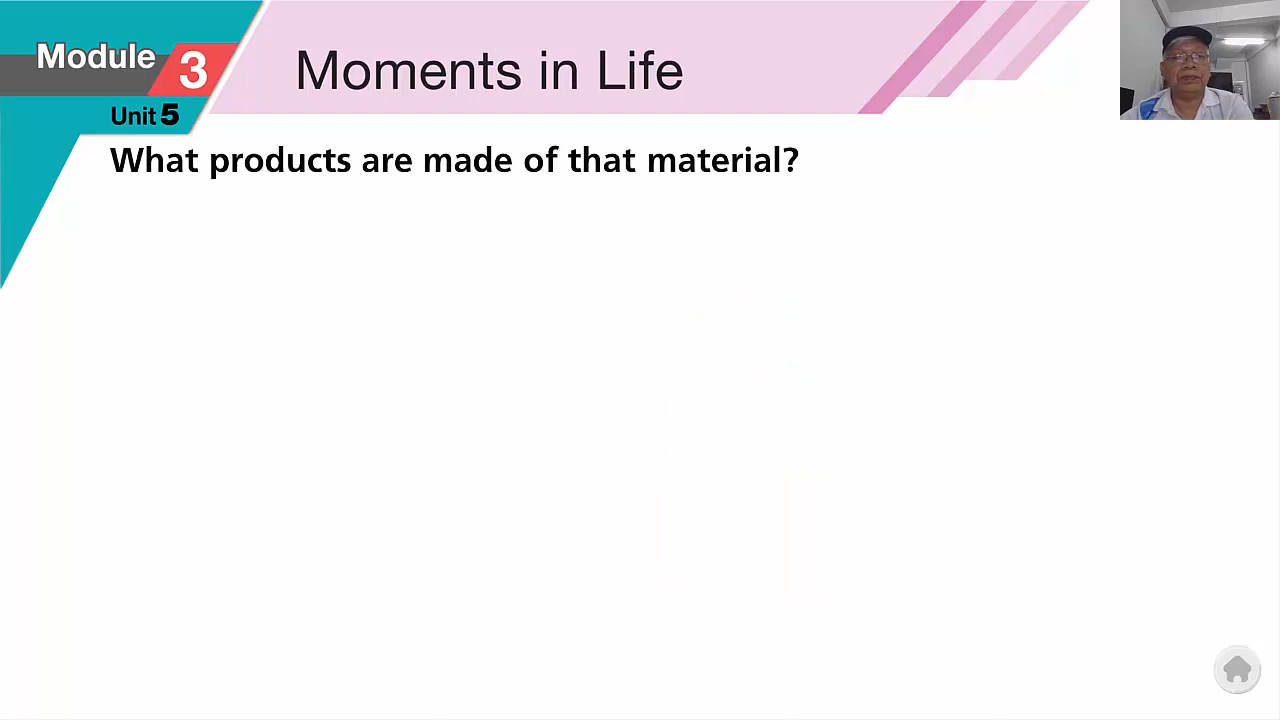 Module 3
Moments in Life
Unit 5
What products are made of that material?